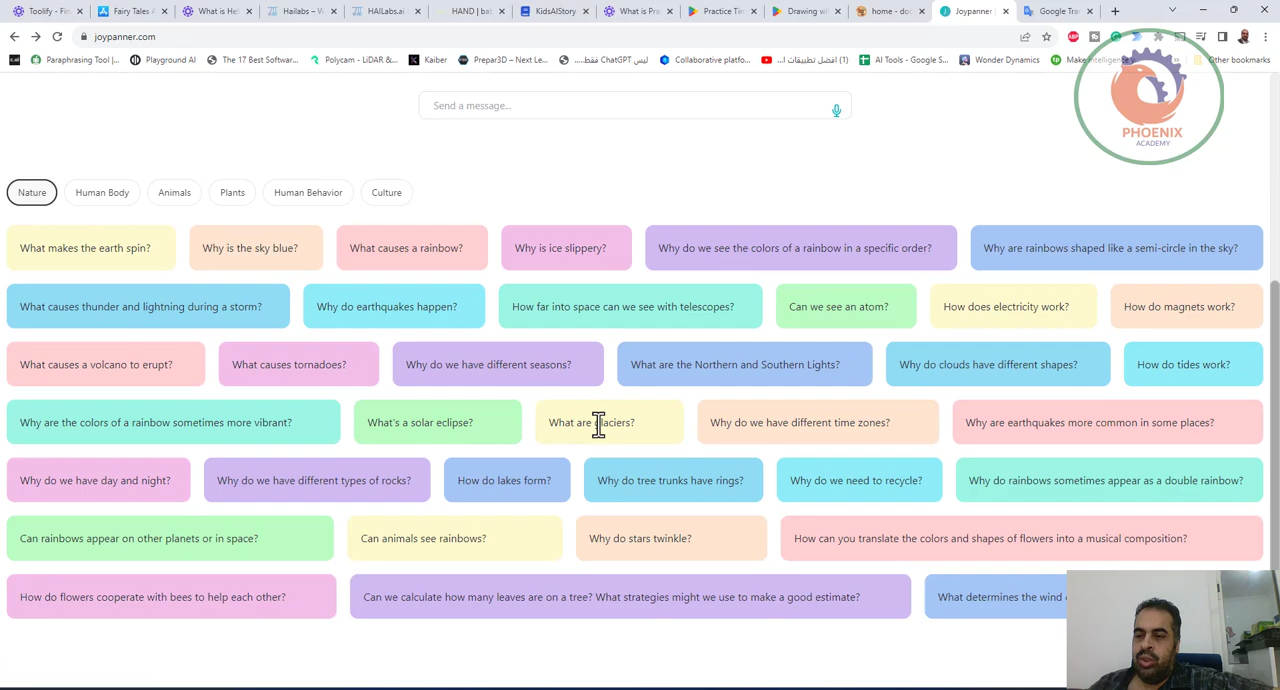 Toolify - Fin
Fairy Tales A
What is Hei
Hailabs – W
HAILabs.ai
HAND | bat
KidsAIStory
What is Pra
Practice Tim
Drawing wi
home - doc
Joypanner
Google Tra
joypanner.com
Paraphrasing Tool |...
Playground AI
The 17 Best Softwar...
Polycam - LiDAR &...
Kaiber
Prepar3D – Next Le...
ليس ChatGPT فقط...
Collaborative platfo...
(1) افضل تطبيقات ا...
AI Tools - Google S...
Wonder Dynamics
Make intelligence
Other bookmarks
Send a message...
PHOENIX
ACADEMY
Nature
Human Body
Animals
Plants
Human Behavior
Culture
What makes the earth spin?
Why is the sky blue?
What causes a rainbow?
Why is ice slippery?
Why do we see the colors of a rainbow in a specific order?
Why are rainbows shaped like a semi-circle in the sky?
What causes thunder and lightning during a storm?
Why do earthquakes happen?
How far into space can we see with telescopes?
Can we see an atom?
How does electricity work?
How do magnets work?
What causes a volcano to erupt?
What causes tornadoes?
Why do we have different seasons?
What are the Northern and Southern Lights?
Why do clouds have different shapes?
How do tides work?
Why are the colors of a rainbow sometimes more vibrant?
What's a solar eclipse?
What are glaciers?
Why do we have different time zones?
Why are earthquakes more common in some places?
Why do we have day and night?
Why do we have different types of rocks?
How do lakes form?
Why do tree trunks have rings?
Why do we need to recycle?
Why do rainbows sometimes appear as a double rainbow?
Can rainbows appear on other planets or in space?
Can animals see rainbows?
Why do stars twinkle?
How can you translate the colors and shapes of flowers into a musical composition?
How do flowers cooperate with bees to help each other?
Can we calculate how many leaves are on a tree? What strategies might we use to make a good estimate?
What determines the wind